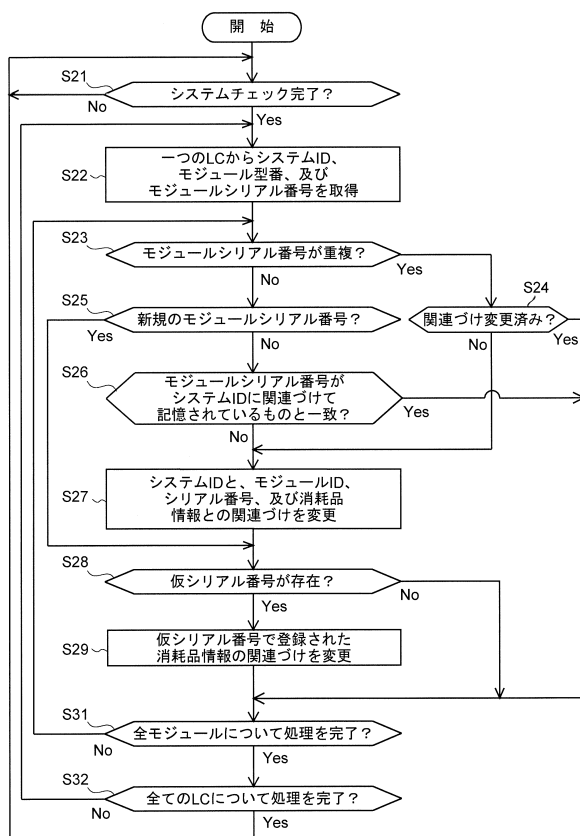 開 始
S21
システムチェック完了？
No
Yes
S22
一つのLCからシステムID、
モジュール型番、及び
モジュールシリアル番号を取得
S23
モジュールシリアル番号が重複？
Yes
No
S24
関連づけ変更済み？
Yes
No
S25
新規のモジュールシリアル番号？
Yes
No
S26
モジュールシリアル番号が
システムIDに関連づけて
記憶されているものと一致？
Yes
No
S27
システムIDと、モジュールID、
シリアル番号、及び消耗品
情報との関連づけを変更
S28
仮シリアル番号が存在？
No
Yes
S29
仮シリアル番号で登録された
消耗品情報の関連づけを変更
S31
全モジュールについて処理を完了？
No
Yes
S32
全てのLCについて処理を完了？
No
Yes